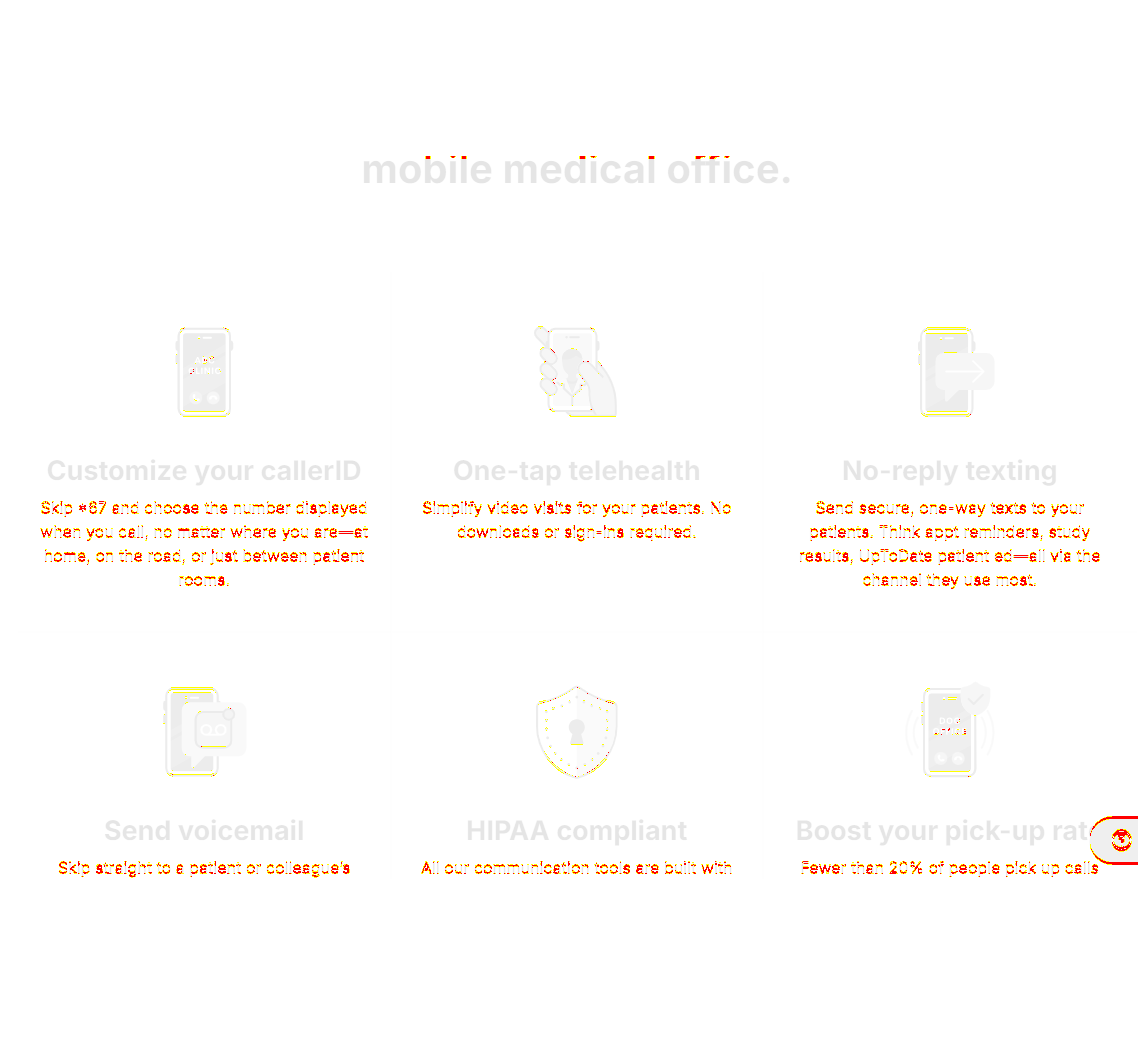 mobile medical office.
CLINIC
Customize your callerID
Skip *67 and choose the number displayed
when you call, no matter where you are—at
home, on the road, or just between patient
rooms.
One-tap telehealth
Simplify video visits for your patients. No
downloads or sign-ins required.
No-reply texting
Send secure, one-way texts to your
patients. Think appt reminders, study
results, UpToDate patient ed—all via the
channel they use most.
Send voicemail
Skip straight to a patient or colleague's
HIPAA compliant
All our communication tools are built with
DOC
Boost your pick-up rat
Fewer than 20% of people pick up calls